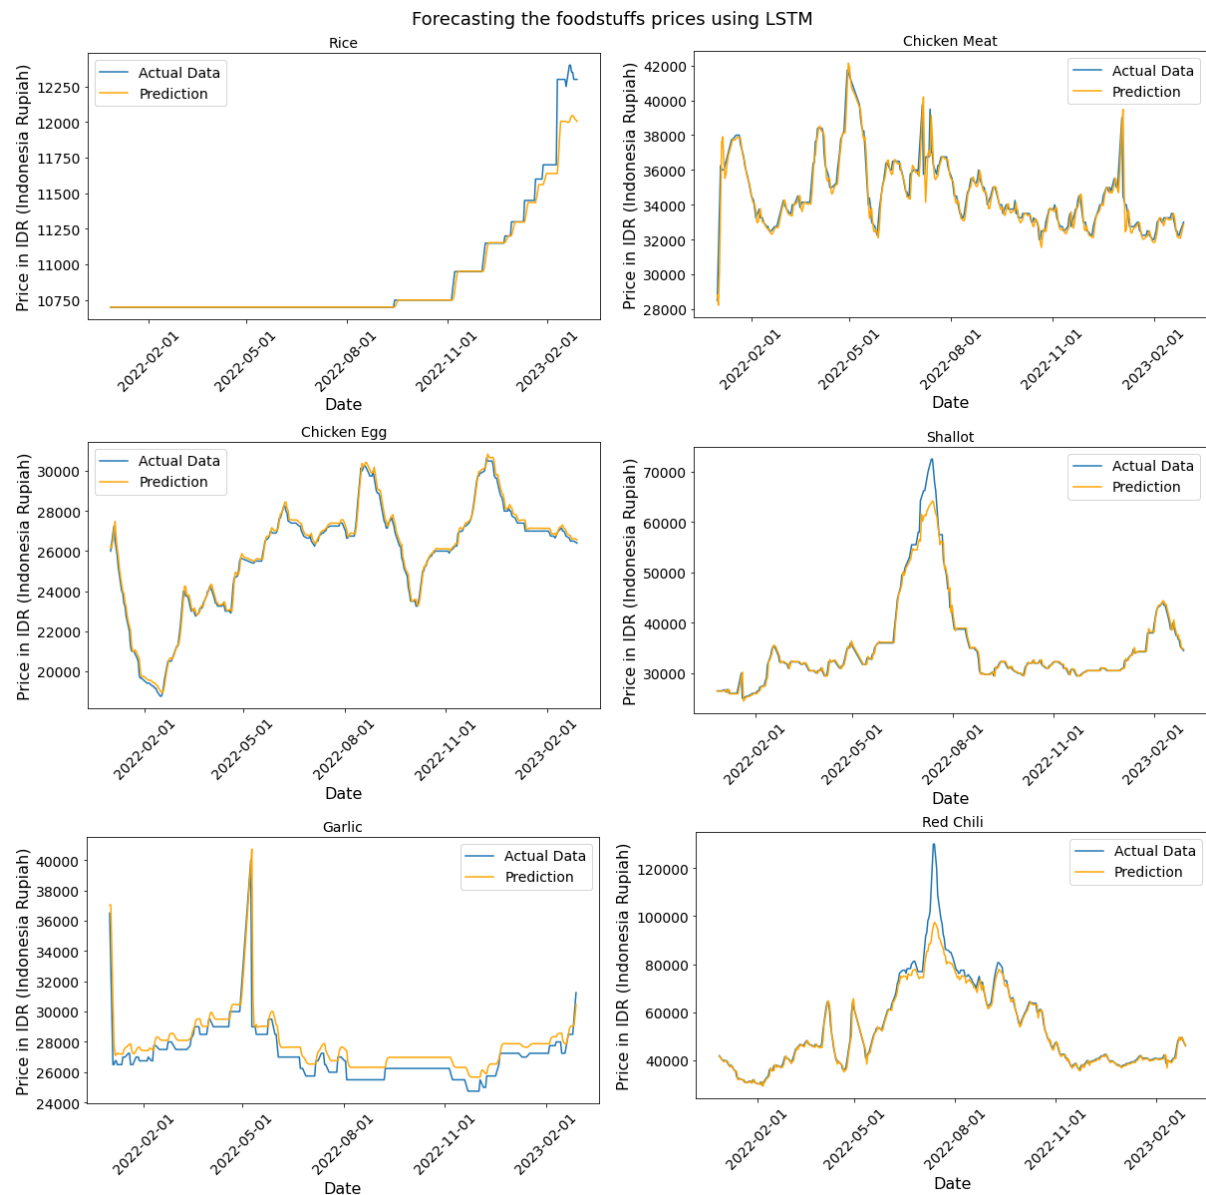 Forecasting the foodstuffs prices using LSTM
Rice
Price in IDR (Indonesia Rupiah)
12250
12000
11750
11500
11250
11000
10750
Actual Data
Prediction
2022-02-01
2022-05-01
2022-08-01
2022-11-01
2023-02-01
Date
Chicken Meat
Price in IDR (Indonesia Rupiah)
42000
40000
38000
36000
34000
32000
30000
28000
Actual Data
Prediction
2022-02-01
2022-05-01
2022-08-01
2022-11-01
2023-02-01
Date
Chicken Egg
Price in IDR (Indonesia Rupiah)
30000
28000
26000
24000
22000
20000
Actual Data
Prediction
2022-02-01
2022-05-01
2022-08-01
2022-11-01
2023-02-01
Date
Shallot
Price in IDR (Indonesia Rupiah)
70000
60000
50000
40000
30000
Actual Data
Prediction
2022-02-01
2022-05-01
2022-08-01
2022-11-01
2023-02-01
Date
Garlic
Price in IDR (Indonesia Rupiah)
40000
38000
36000
34000
32000
30000
28000
26000
24000
Actual Data
Prediction
2022-02-01
2022-05-01
2022-08-01
2022-11-01
2023-02-01
Date
Red Chili
Price in IDR (Indonesia Rupiah)
120000
100000
80000
60000
40000
Actual Data
Prediction
2022-02-01
2022-05-01
2022-08-01
2022-11-01
2023-02-01
Date